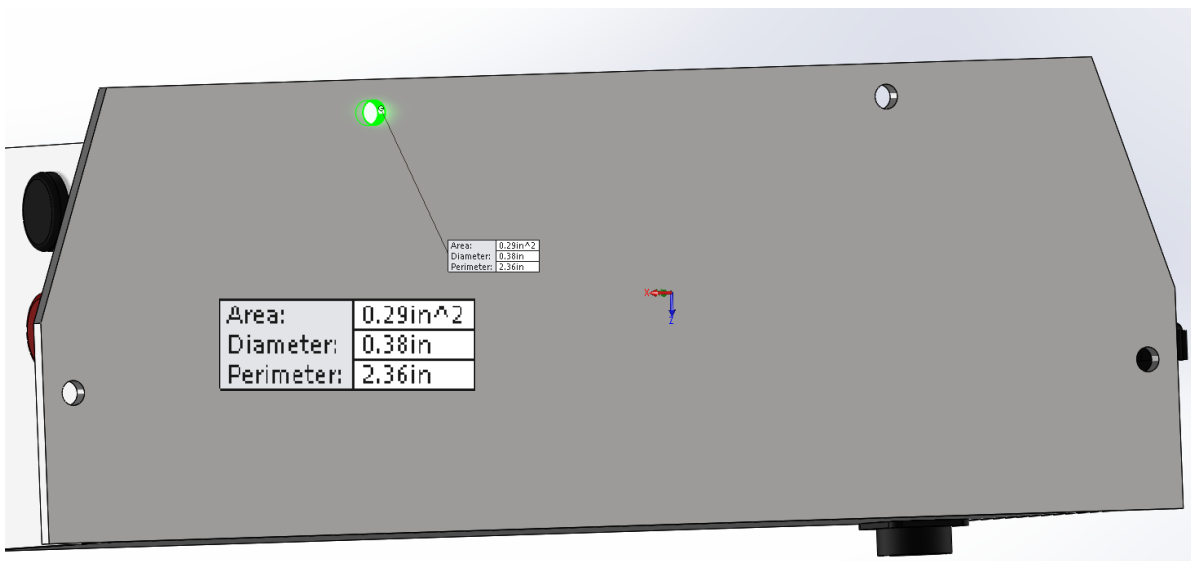 Area: 0.29in^2
Diameter: 0.38in
Perimeter: 2.36in
X
Z
Area: 0.29in^2
Diameter: 0.38in
Perimeter: 2.36in